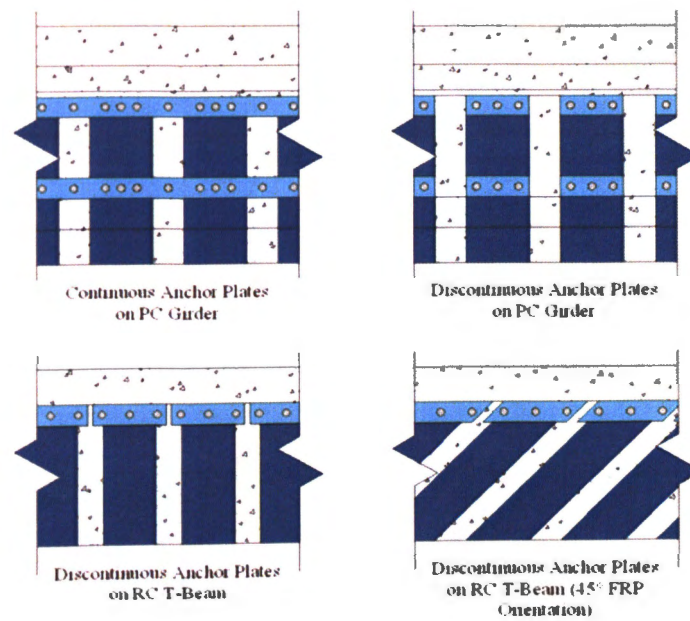 Continuous Anchor Plates
on PC Girder
Discontinuous Anchor Plates
on PC Girder
Discontinuous Anchor Plates
on RC T-Beam
Discontinuous Anchor Plates
on RC T-Beam (45° FRP
Orientation)